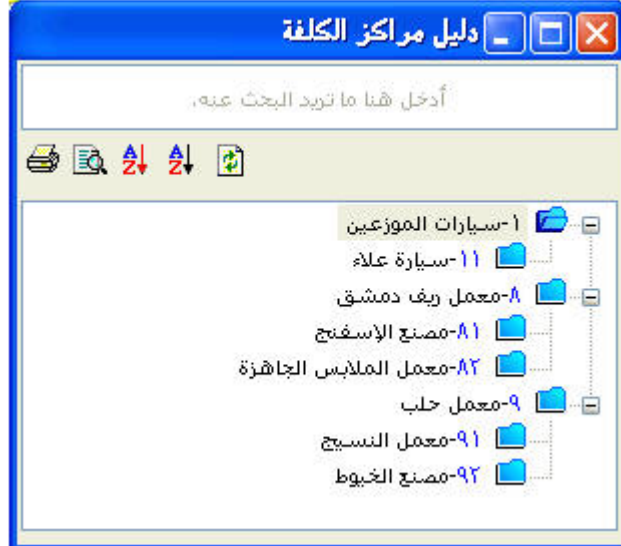 دليل مراكز الكلفة
أدخل هنا ما تريد البحث عنه.
١-سيارات الموزعين
١١-سيارة علاء
٨-معمل ريف دمشق
٨١-مصنع الإسفنج
٨٢-معمل الملابس الجاهزة
٩-معمل حلب
٩١-معمل النسيج
٩٢-مصنع الخيوط